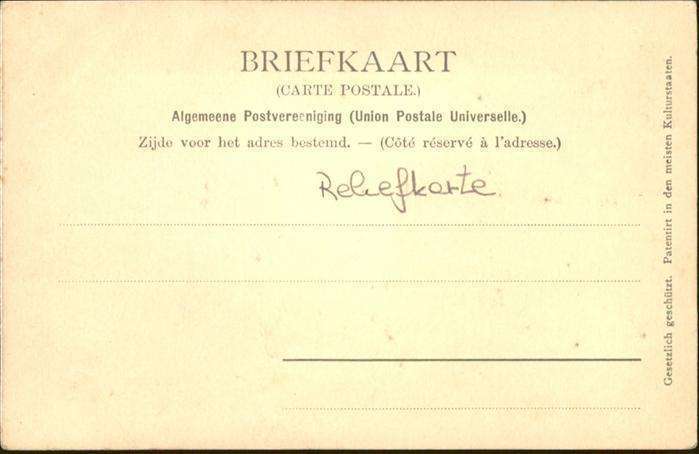 BRIEFKAART
(CARTE POSTALE.)
Algemeene Postvereeniging (Union Postale Universelle.)
Zijde voor het adres bestemd. — (Côté réservé à l'adresse.)
Reliefkarte
Gesetzlich geschützt. Patentirt in den meisten Kulturstaaten.